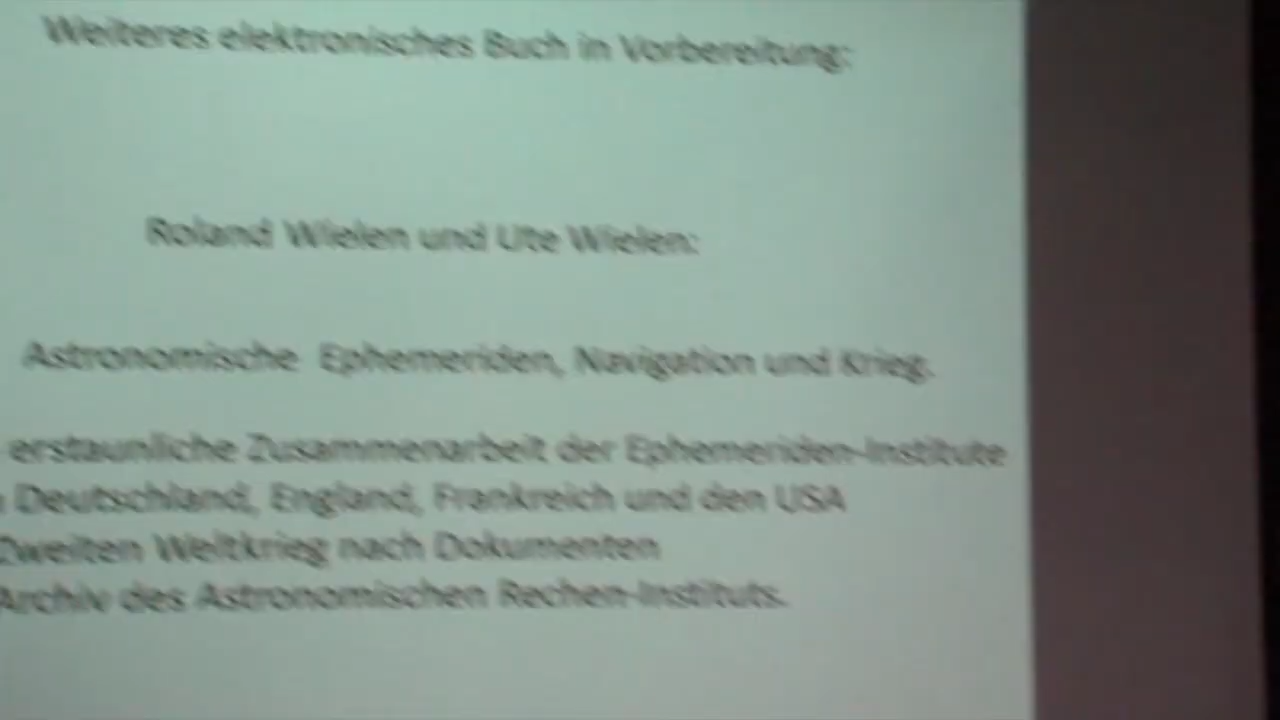 Weiteres elektronisches Buch in Vorbereitung:
Roland Wielen und Ute Wielen:
Astronomische Ephemeriden, Navigation und Krieg.
erstaunliche Zusammenarbeit der Ephemeriden-Institute
Deutschland, England, Frankreich und den USA
Zweiten Weltkrieg nach Dokumenten
Archiv des Astronomischen Rechen-Instituts.